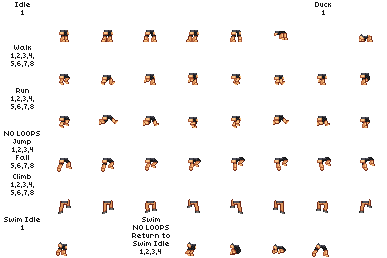 Idle
1
Duck
1
Walk
1,2,3,4,
5,6,7,8
Run
1,2,3,4,
5,6,7,8
NO LOOPS
Jump
1,2,3,4
Fall
5,6,7,8
Climb
1,2,3,4,
5,6,7,8
Swim Idle
1
Swim
NO LOOPS
Return to
Swim Idle
1,2,3,4